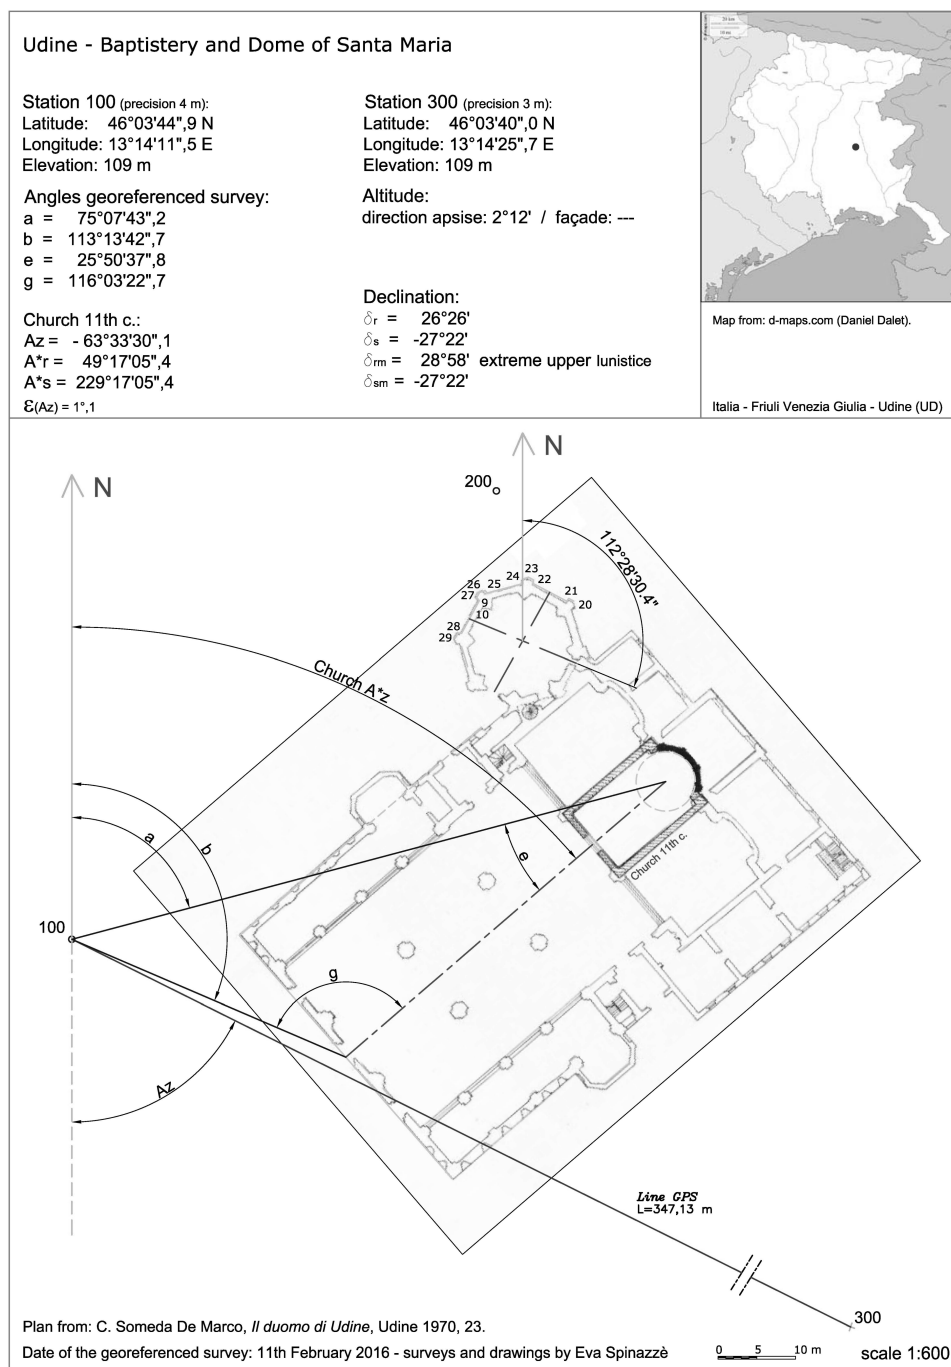 Udine - Baptistery and Dome of Santa Maria
Station 100 (precision 4 m):
Latitude: 46°03'44",9 N
Longitude: 13°14'11",5 E
Elevation: 109 m
Angles georeferenced survey:
a = 75°07'43",2
b = 113°13'42",7
e = 25°50'37",8
g = 116°03'22",7
Church 11th c.:
Az = - 63°33'30",1
A*r = 49°17'05",4
A*s = 229°17'05",4
ε(Az) = 1°,1
Station 300 (precision 3 m):
Latitude: 46°03'40",0 N
Longitude: 13°14'25",7 E
Elevation: 109 m
Altitude:
direction apsise: 2°12' / façade: ---
Declination:
δr = 26°26'
δs = -27°22'
δrm = 28°58' extreme upper lunistice
δsm = -27°22'
Map from: d-maps.com (Daniel Dalet).
Italia - Friuli Venezia Giulia - Udine (UD)
N
N
200
112°28'30.4"
23
24
22
26
25
21
27
9
20
10
28
29
Church A*z
a
b
e
Church 11th c.
100
g
Az
Line GPS
L=347,13 m
300
Plan from: C. Someda De Marco, Il duomo di Udine, Udine 1970, 23.
Date of the georeferenced survey: 11th February 2016 - surveys and drawings by Eva Spinazzè
0 5 10 m
scale 1:600